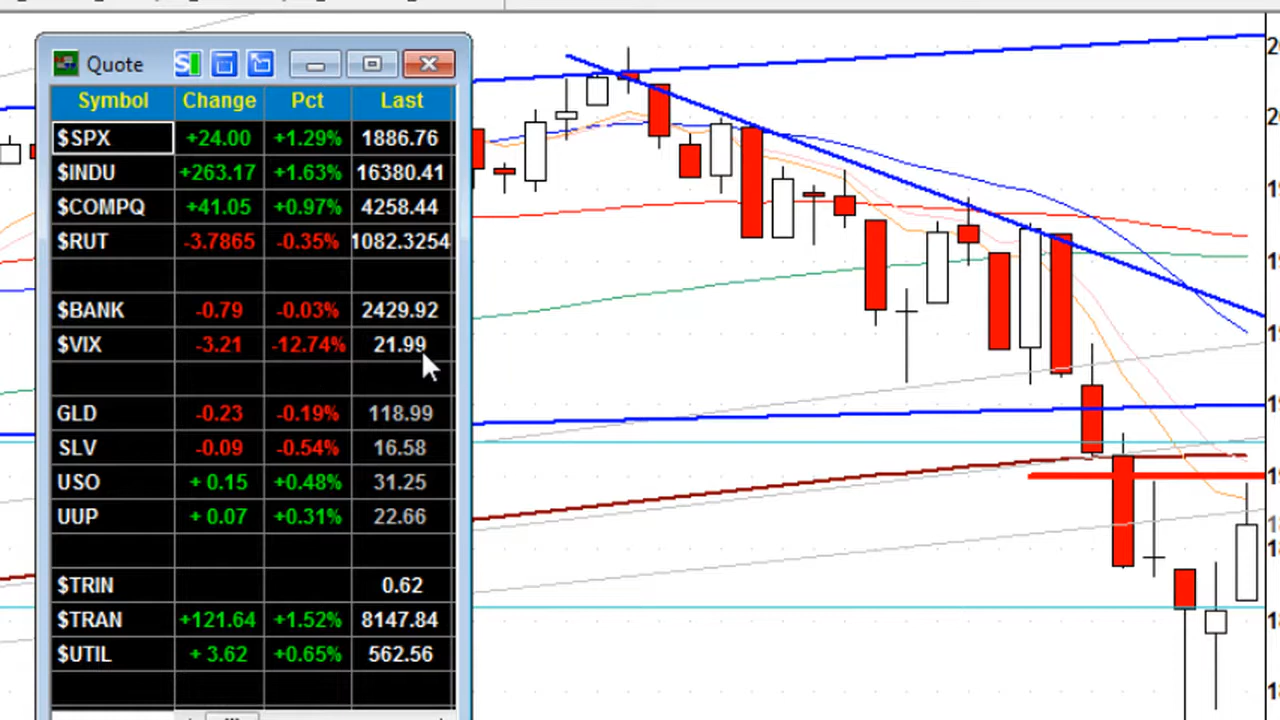 Quote
Symbol Change Pct Last
$SPX +24.00 +1.29% 1886.76
$INDU +263.17 +1.63% 16380.41
$COMPQ +41.05 +0.97% 4258.44
$RUT -3.7865 -0.35% 1082.3254
$BANK -0.79 -0.03% 2429.92
$VIX -3.21 -12.74% 21.99
GLD -0.23 -0.19% 118.99
SLV -0.09 -0.54% 16.58
USO + 0.15 +0.48% 31.25
UUP + 0.07 +0.31% 22.66
$TRIN 0.62
$TRAN +121.64 +1.52% 8147.84
$UTIL + 3.62 +0.65% 562.56